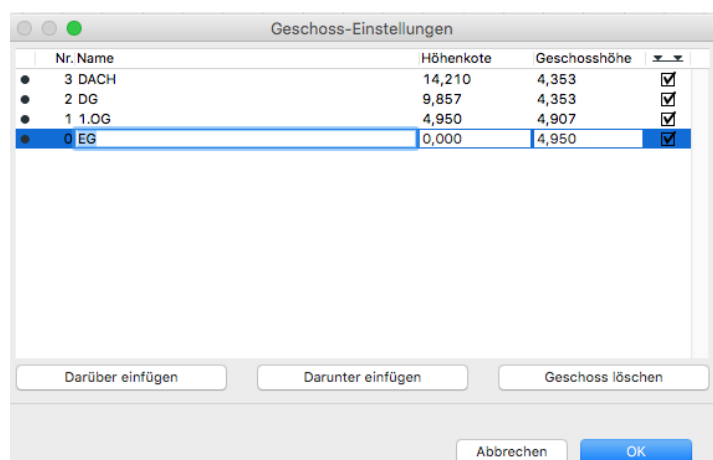 Geschoss-Einstellungen
Nr. Name Höhenkote Geschosshöhe
3 DACH 14,210 4,353
2 DG 9,857 4,353
1 1.OG 4,950 4,907
0 EG 0,000 4,950
Darüber einfügen Darunter einfügen Geschoss löschen
Abbrechen OK